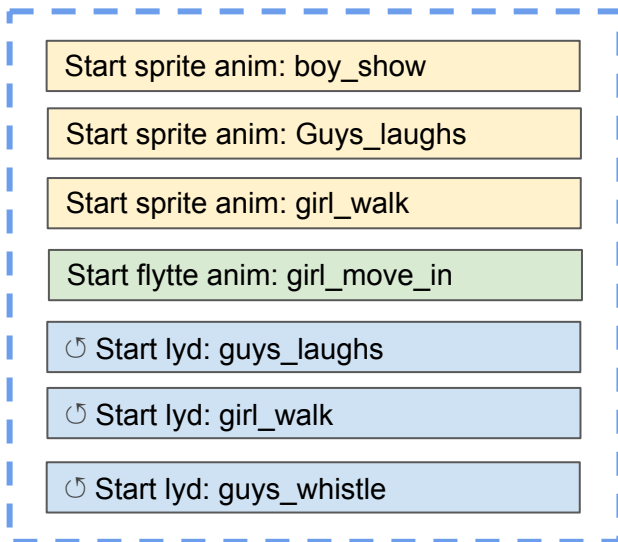 Start sprite anim: boy_show
Start sprite anim: Guys_laughs
Start sprite anim: girl_walk
Start flytte anim: girl_move_in
↺ Start lyd: guys_laughs
↺ Start lyd: girl_walk
↺ Start lyd: guys_whistle